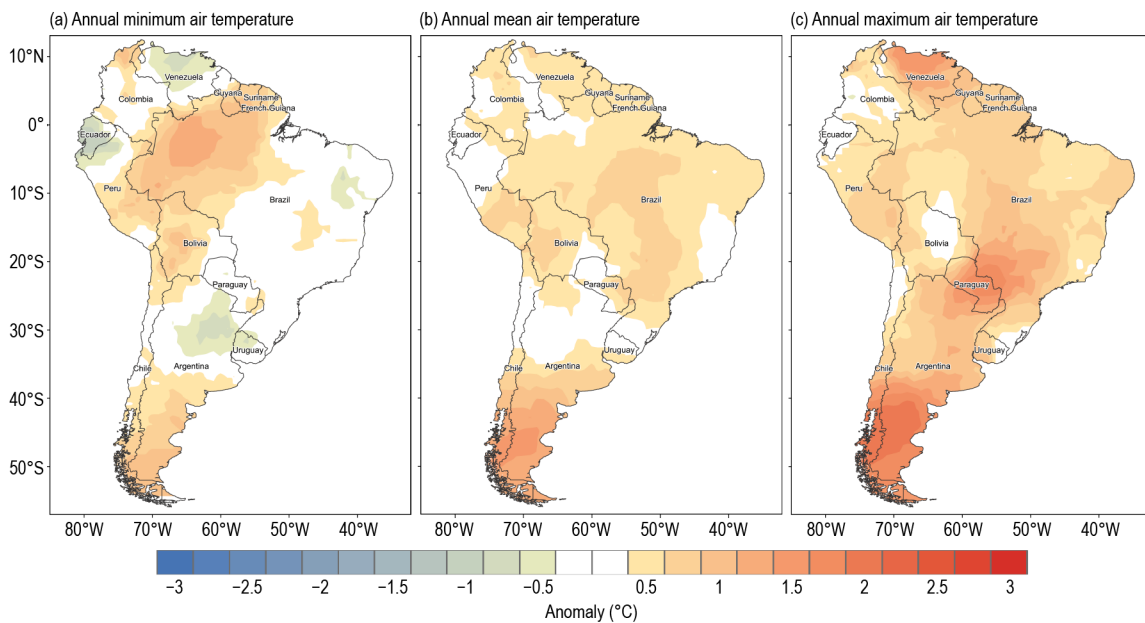 (a) Annual minimum air temperature
(b) Annual mean air temperature
(c) Annual maximum air temperature
10°N
0°
10°S
20°S
30°S
40°S
50°S
Venezuela
Guyana
Suriname
French Guiana
Colombia
Ecuador
Peru
Brazil
Bolivia
Paraguay
Uruguay
Chile
Argentina
Venezuela
Guyana
Suriname
French Guiana
Colombia
Ecuador
Peru
Brazil
Bolivia
Paraguay
Uruguay
Chile
Argentina
Venezuela
Guyana
Suriname
French Guiana
Colombia
Ecuador
Peru
Brazil
Bolivia
Paraguay
Uruguay
Chile
Argentina
80°W 70°W 60°W 50°W 40°W
80°W 70°W 60°W 50°W 40°W
80°W 70°W 60°W 50°W 40°W
−3 −2.5 −2 −1.5 −1 −0.5 0.5 1 1.5 2 2.5 3
Anomaly (°C)